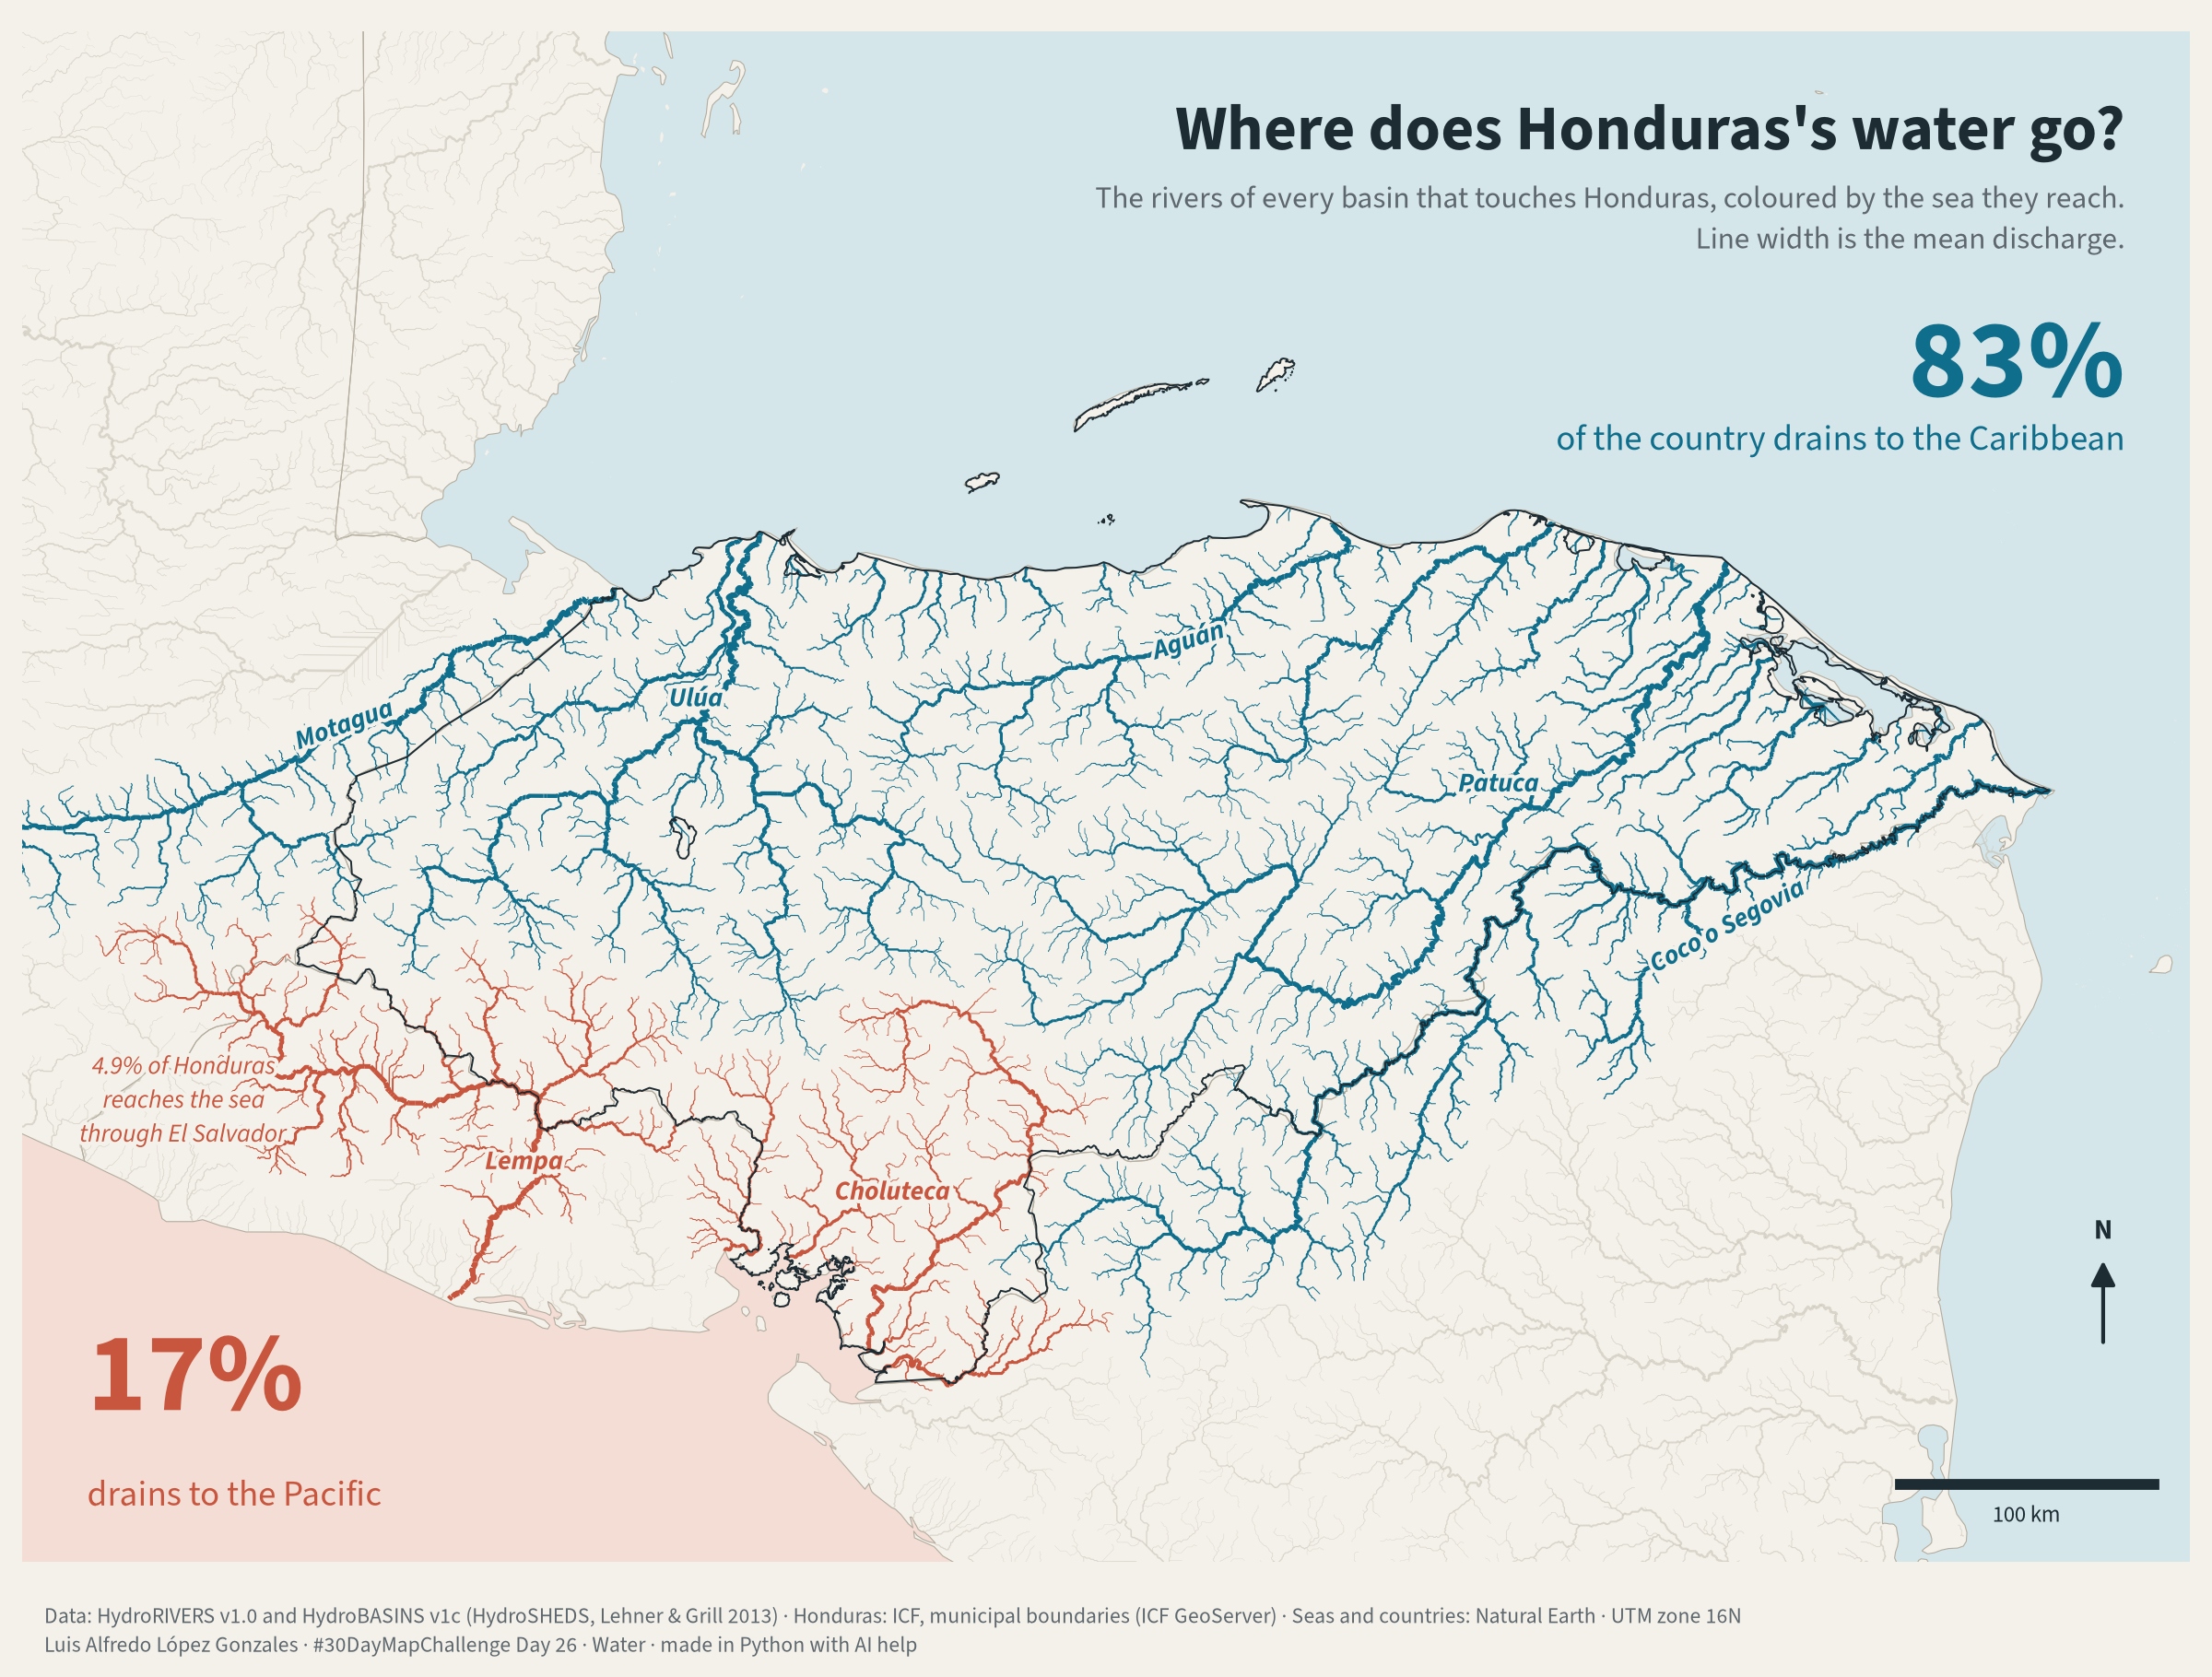 Where does Honduras's water go?
The rivers of every basin that touches Honduras, coloured by the sea they reach.
Line width is the mean discharge.
83%
of the country drains to the Caribbean
Aguán
Ulúa
Motagua
Patuca
Coco o Segovia
4.9% of Honduras
reaches the sea
through El Salvador
Lempa
Choluteca
N
17%
drains to the Pacific
100 km
Data: HydroRIVERS v1.0 and HydroBASINS v1c (HydroSHEDS, Lehner & Grill 2013) · Honduras: ICF, municipal boundaries (ICF GeoServer) · Seas and countries: Natural Earth · UTM zone 16N
Luis Alfredo López Gonzales · #30DayMapChallenge Day 26 · Water · made in Python with AI help